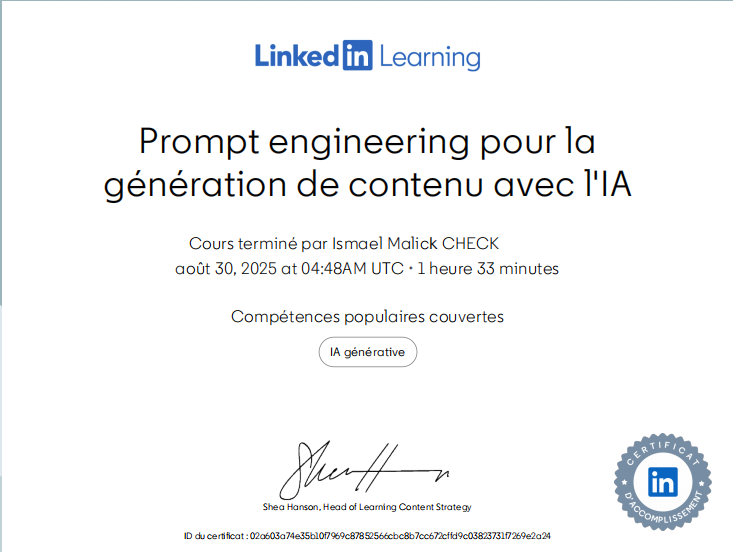 Linked in Learning
Prompt engineering pour la
génération de contenu avec l'IA
Cours terminé par Ismael Malick CHECK
août 30, 2025 at 04:48AM UTC • 1 heure 33 minutes
Compétences populaires couvertes
IA générative
Shea Hanson, Head of Learning Content Strategy
CERTIFICAT
in
D'ACCOMPLISSEMENT
ID du certificat : 02a603a74e35b10f7969c87852566cbc8b7cc672cffd9c03823731f7269e2a24